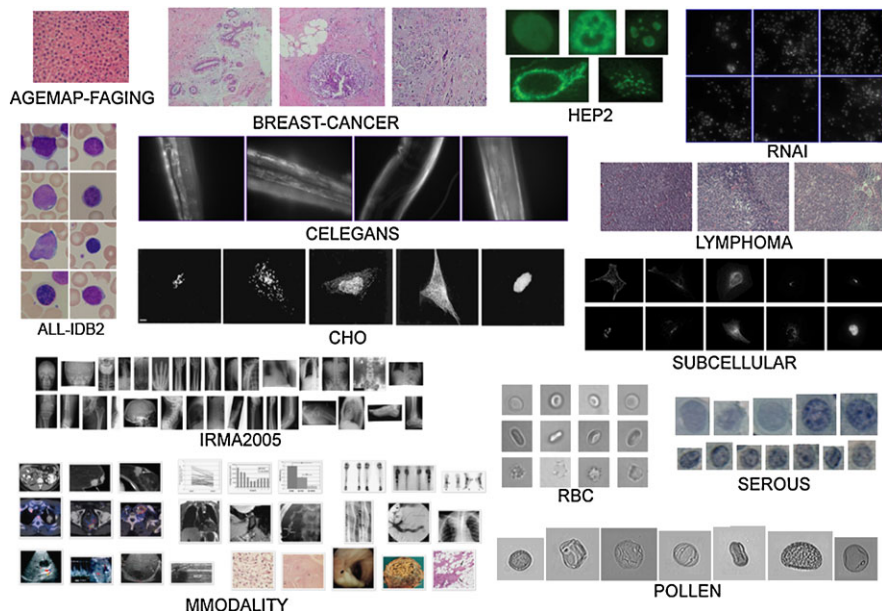 AGEMAP-FAGING
BREAST-CANCER
HEP2
RNAI
ALL-IDB2
CELEGANS
LYMPHOMA
CHO
SUBCELLULAR
IRMA2005
RBC
SEROUS
MMODALITY
POLLEN